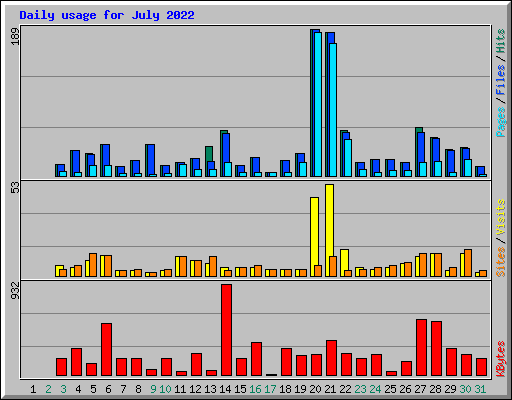 Daily usage for July 2022
189
Pages / Files / Hits
53
Sites / Visits
932
KBytes
1 2 3 4 5 6 7 8 9 10 11 12 13 14 15 16 17 18 19 20 21 22 23 24 25 26 27 28 29 30 31